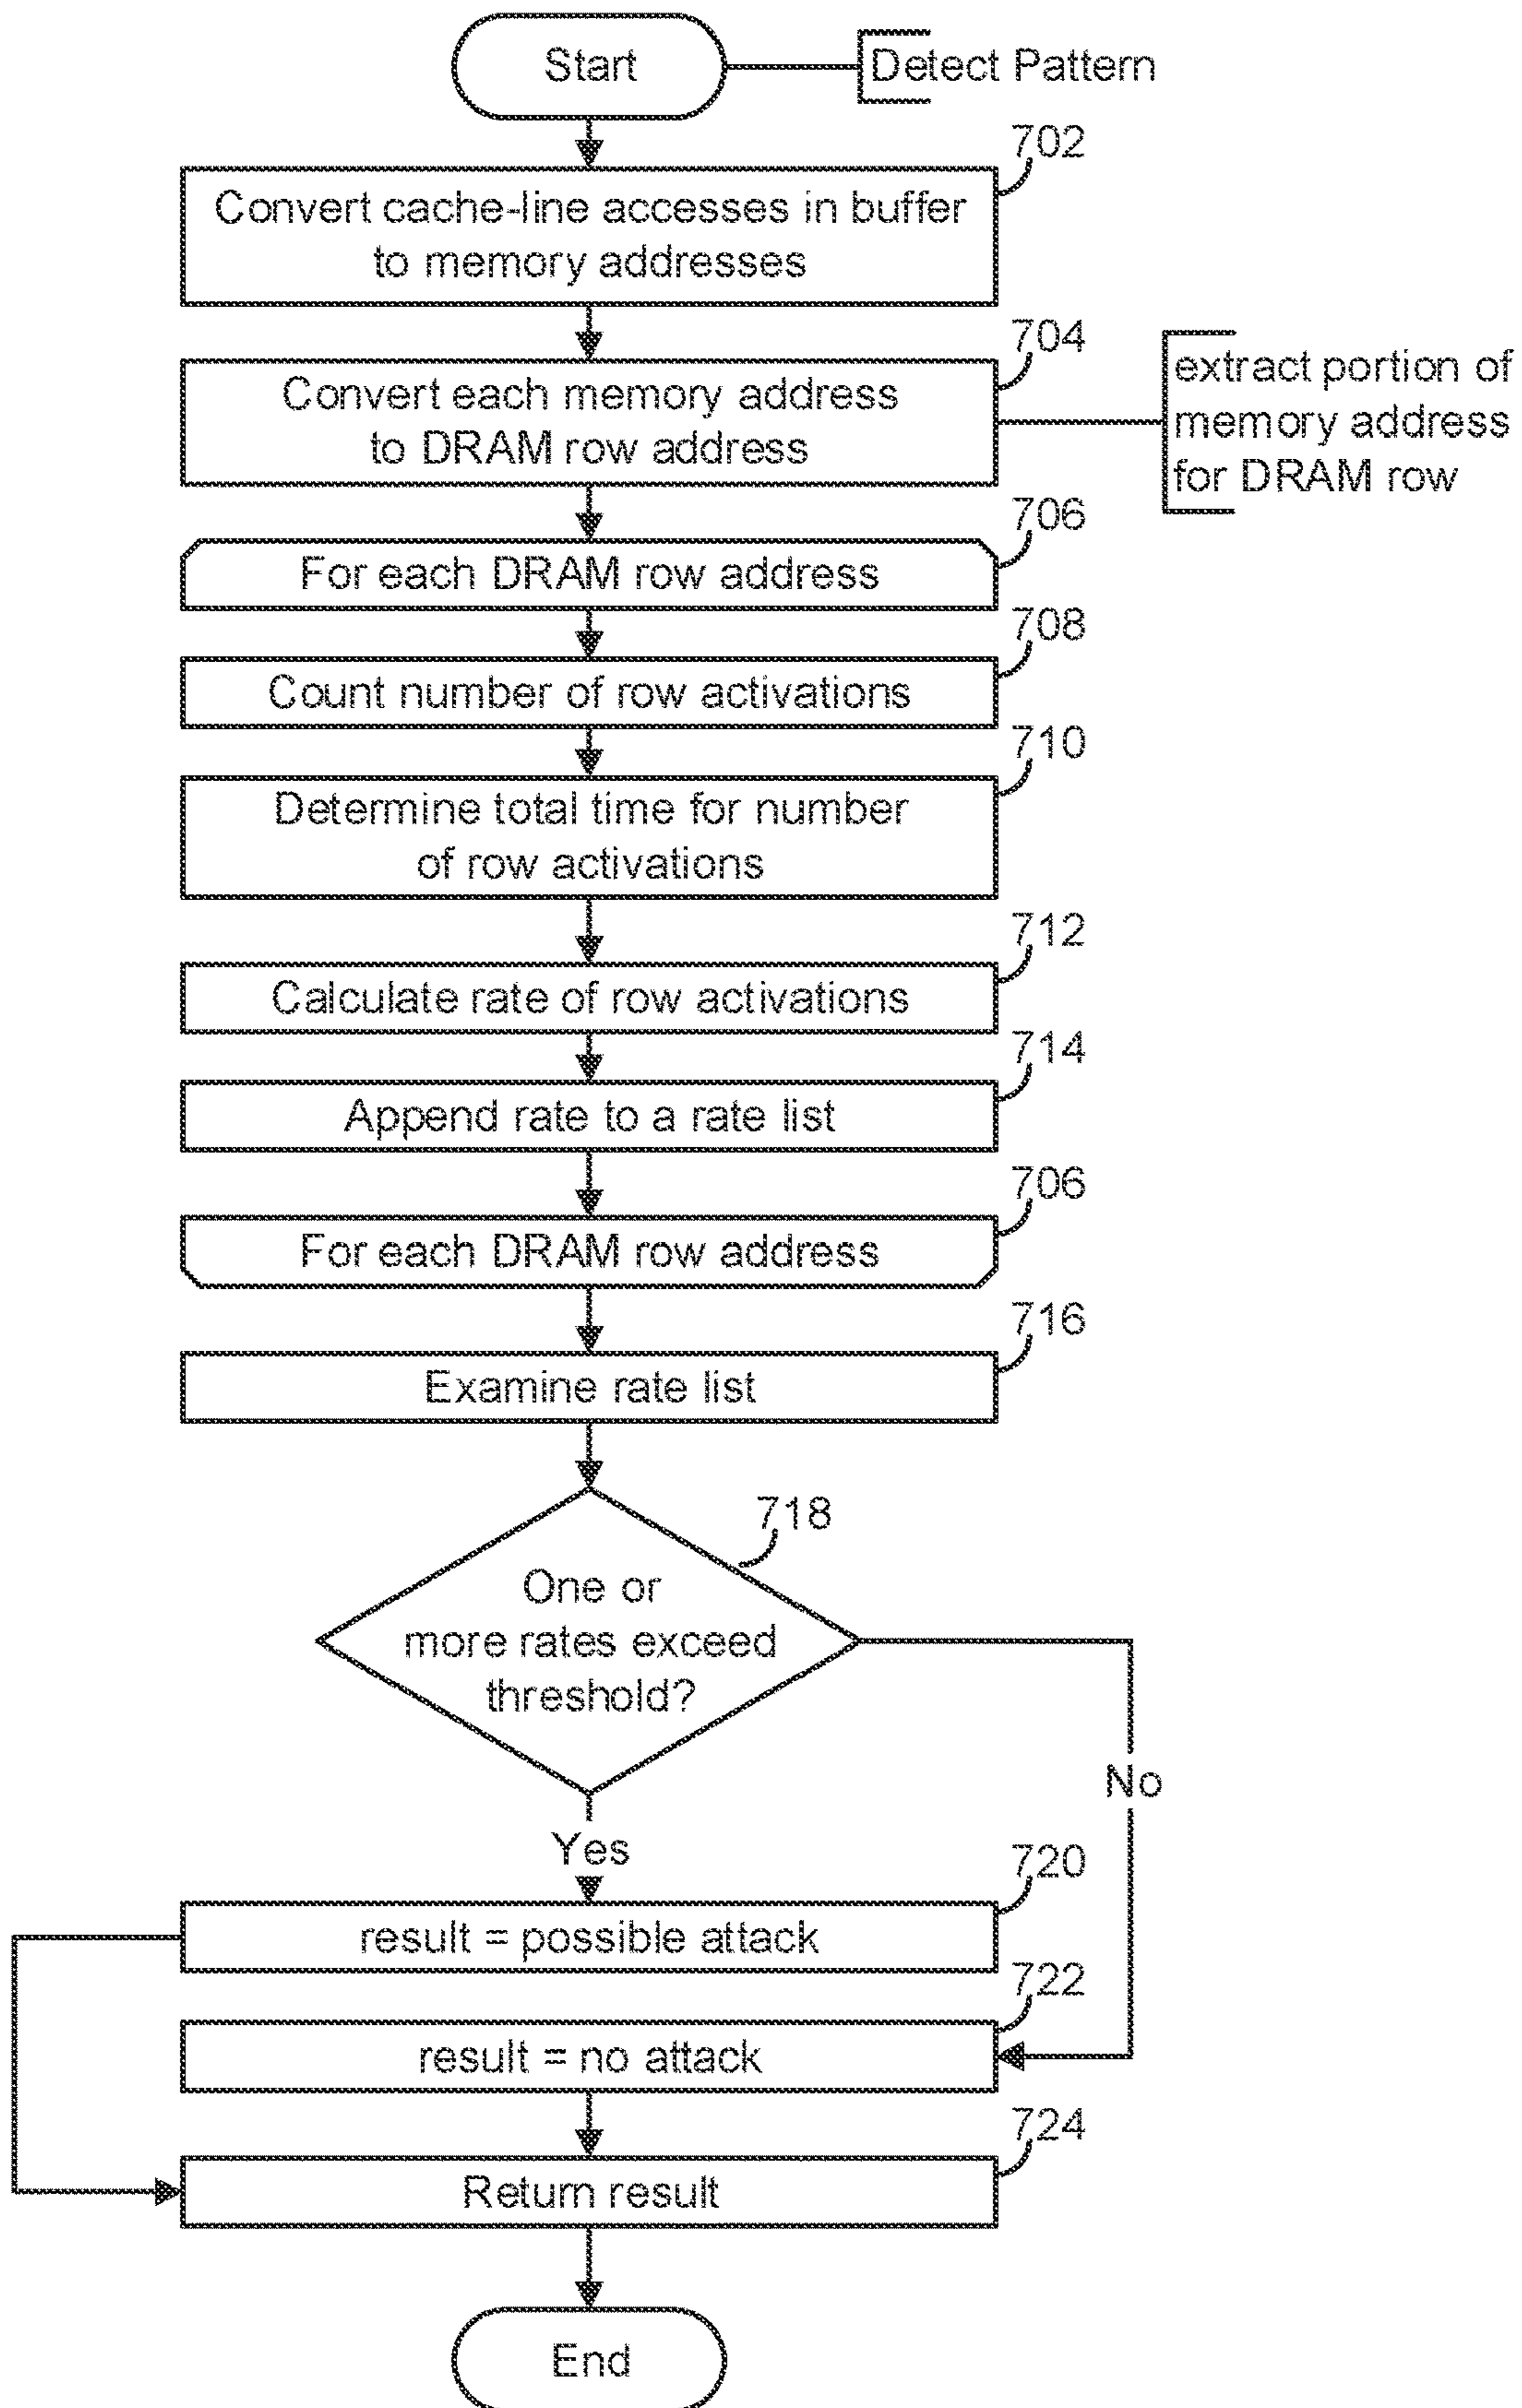 Start
Detect Pattern
702
Convert cache-line accesses in buffer
to memory addresses
704
Convert each memory address
to DRAM row address
extract portion of
memory address
for DRAM row
706
For each DRAM row address
708
Count number of row activations
710
Determine total time for number
of row activations
712
Calculate rate of row activations
714
Append rate to a rate list
706
For each DRAM row address
716
Examine rate list
718
One or
more rates exceed
threshold?
No
Yes
720
result = possible attack
722
result = no attack
724
Return result
End